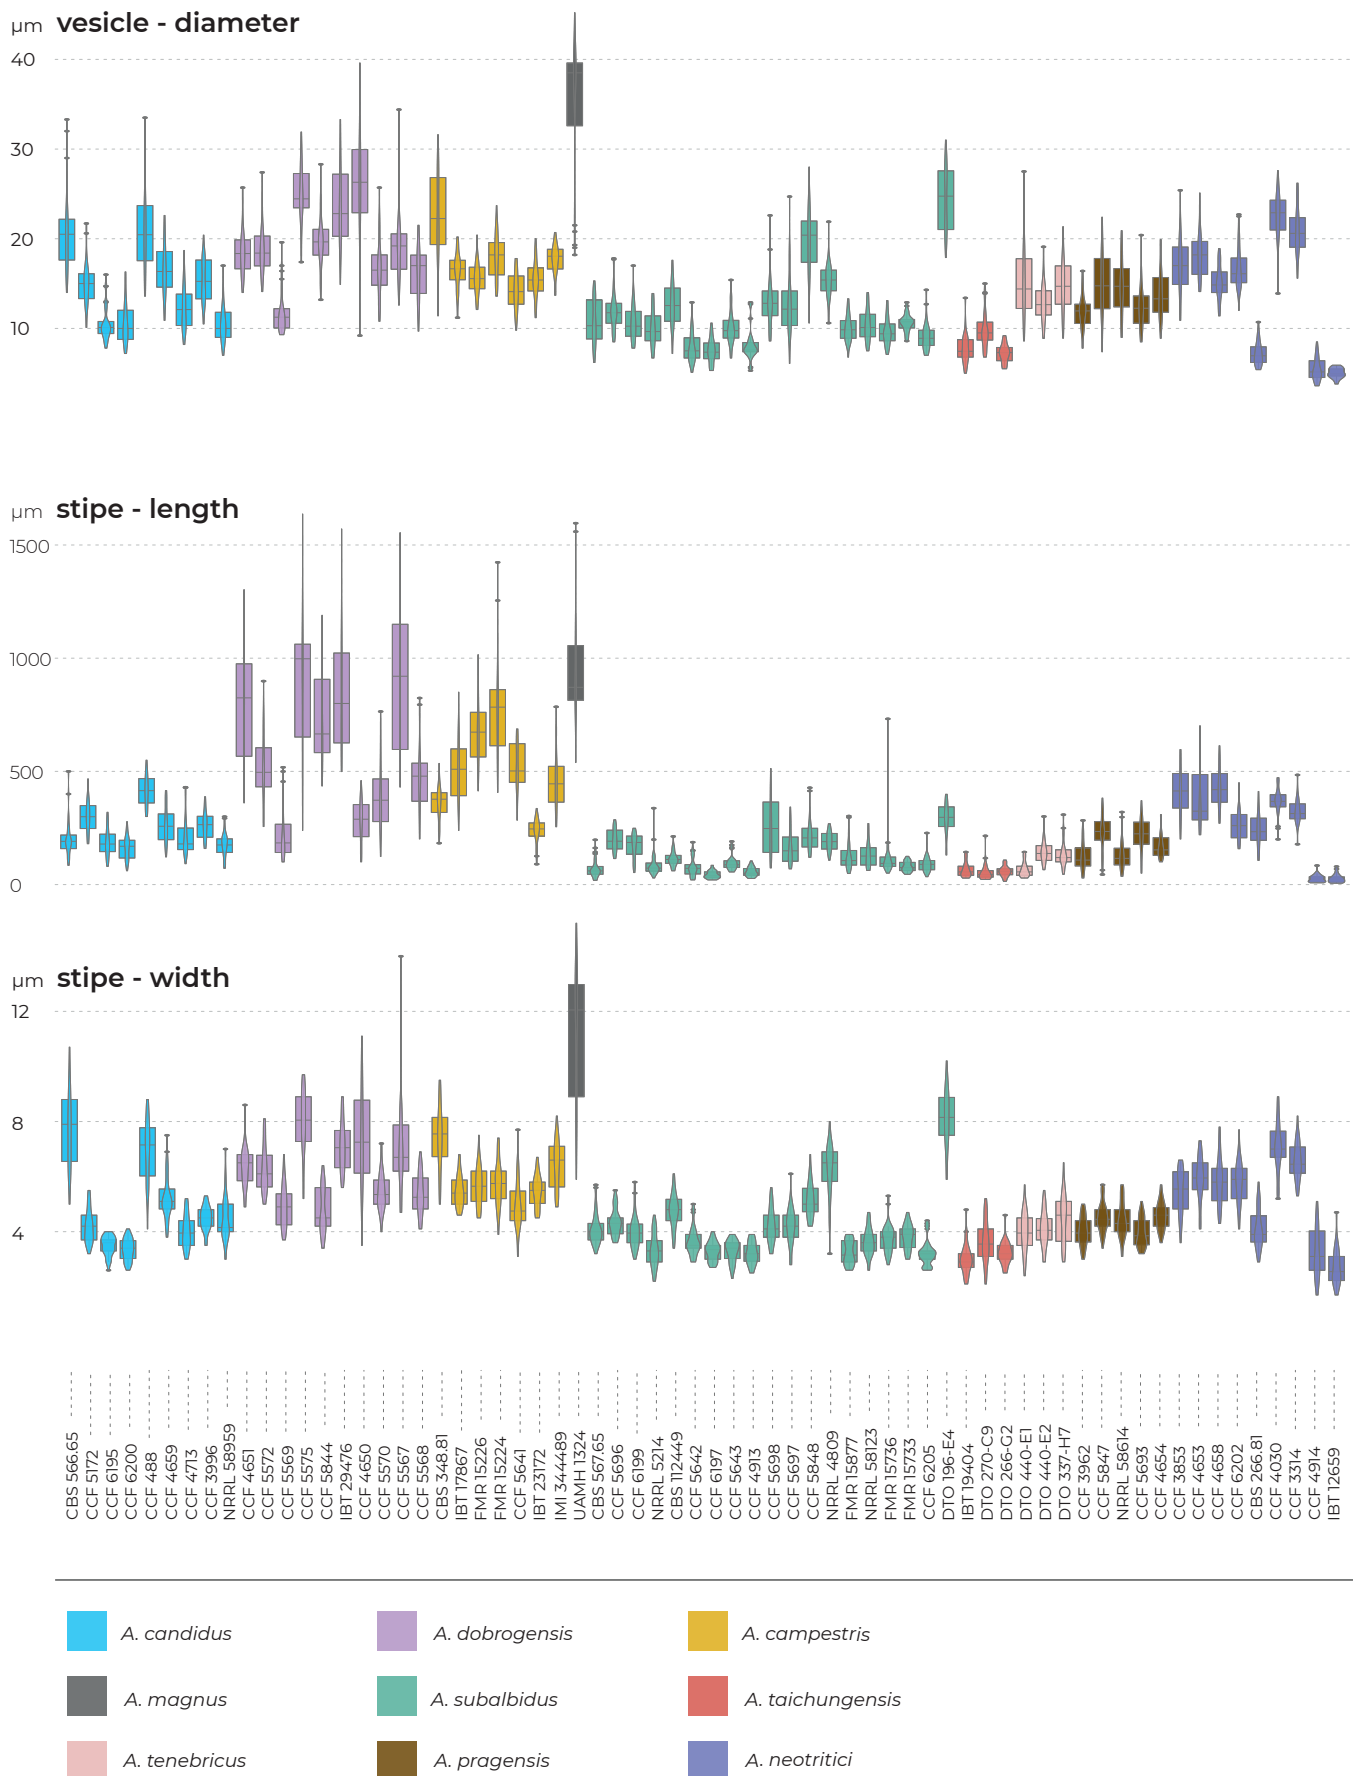 μm vesicle - diameter
40
30
20
10
μm stipe - length
1500
1000
500
0
μm stipe - width
12
8
4
CBS 566.65
CCF 5172
CCF 6195
CCF 6200
CCF 488
CCF 4659
CCF 4713
CCF 3996
NRRL 58959
CCF 4651
CCF 5572
CCF 5569
CCF 5575
CCF 5844
IBT 29476
CCF 4650
CCF 5570
CCF 5567
CCF 5568
CBS 348.81
IBT 17867
FMR 15226
FMR 15224
CCF 5641
IBT 23172
IMI 344489
UAMH 1324
CBS 567.65
CCF 5696
CCF 6199
NRRL 5214
CBS 112449
CCF 5642
CCF 6197
CCF 5643
CCF 4913
CCF 5698
CCF 5697
CCF 5848
NRRL 4809
FMR 15877
NRRL 58123
FMR 15736
FMR 15733
CCF 6205
DTO 196-E4
IBT 19404
DTO 270-C9
DTO 266-G2
DTO 440-E1
DTO 440-E2
DTO 337-H7
CCF 3962
CCF 5847
NRRL 58614
CCF 5693
CCF 4654
CCF 3853
CCF 4653
CCF 4658
CCF 6202
CBS 266.81
CCF 4030
CCF 3314
CCF 4914
IBT 12659
A. candidus A. dobrogensis A. campestris
A. magnus A. subalbidus A. taichungensis
A. tenebricus A. pragensis A. neotritici